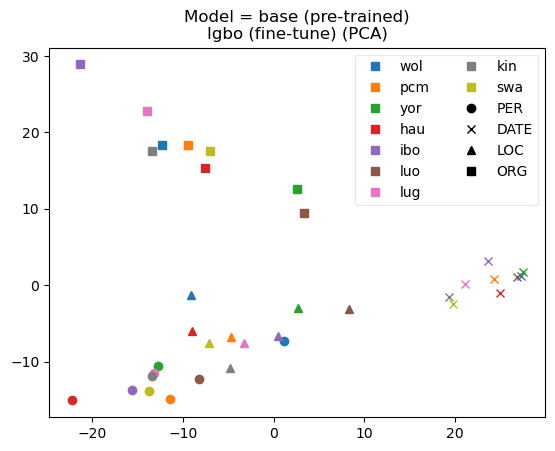 Model = base (pre-trained)
Igbo (fine-tune) (PCA)
30
20
10
0
−10
−20
−10
0
10
20
wol
pcm
yor
hau
ibo
luo
lug
kin
swa
PER
DATE
LOC
ORG